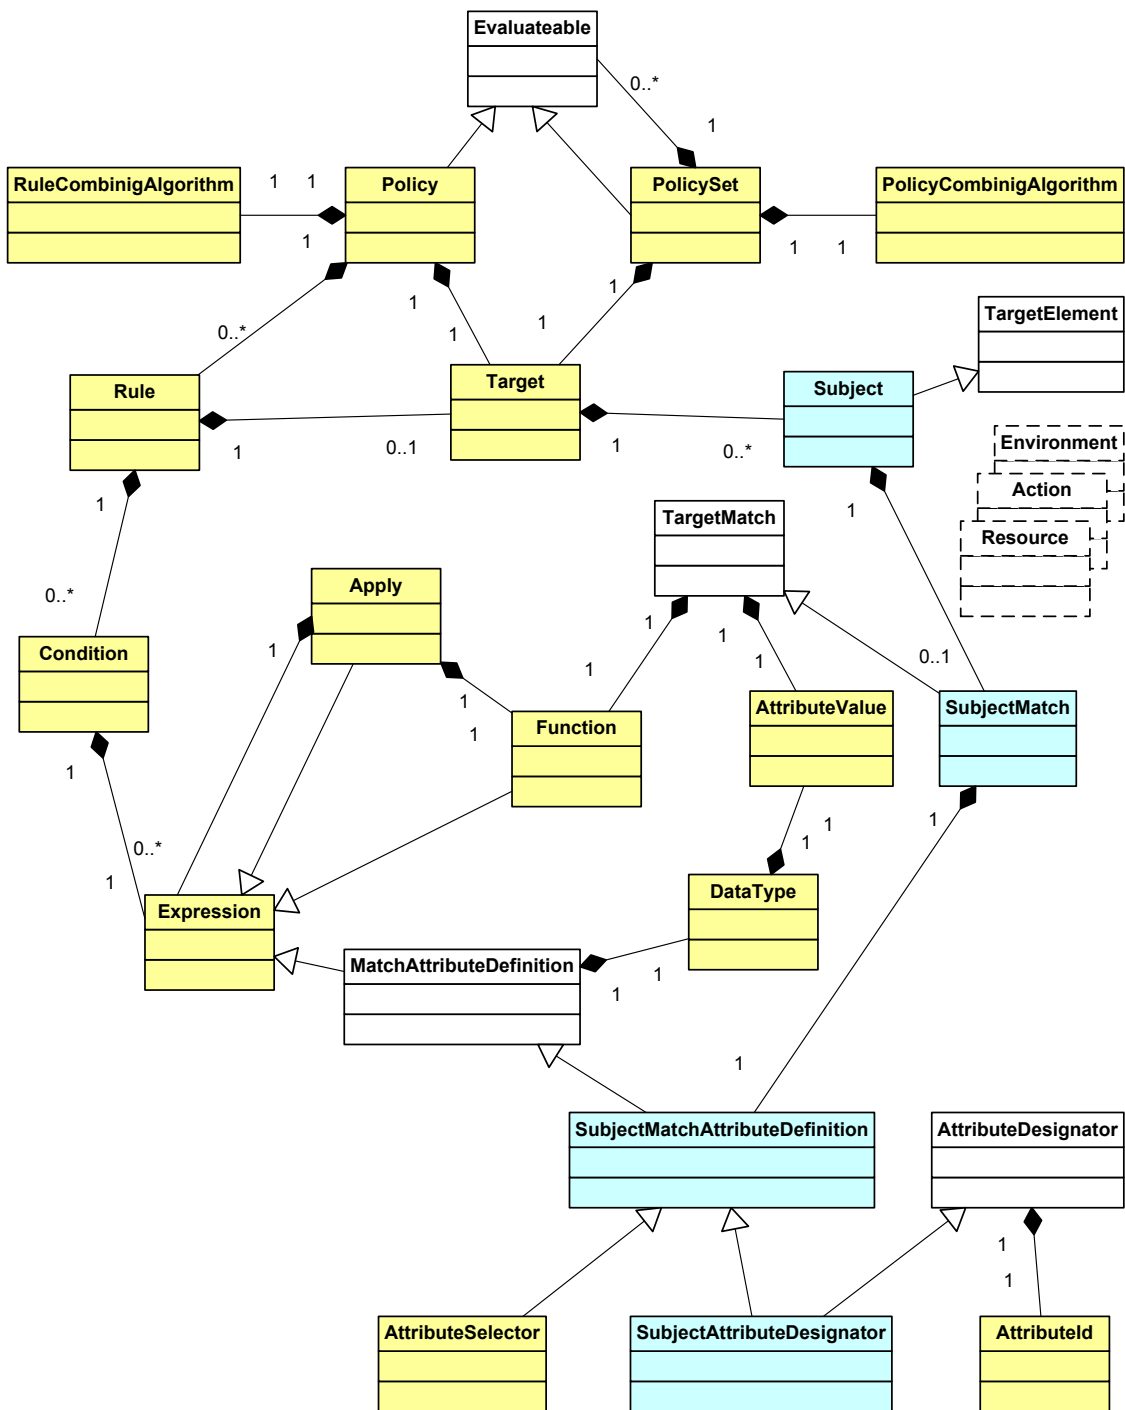 Evaluateable
0..*
1
RuleCombinigAlgorithm
1
1
Policy
PolicySet
PolicyCombinigAlgorithm
1
1
1
1
1
1
1
0..*
TargetElement
Rule
Target
Subject
1
0..1
1
0..*
Environment
Action
Resource
1
1
TargetMatch
0..*
Apply
1
1
1
1
1
0..1
Condition
1
1
Function
AttributeValue
SubjectMatch
1
1
1
1
0..*
1
DataType
Expression
MatchAttributeDefinition
1
1
1
SubjectMatchAttributeDefinition
AttributeDesignator
1
1
AttributeSelector
SubjectAttributeDesignator
AttributeId